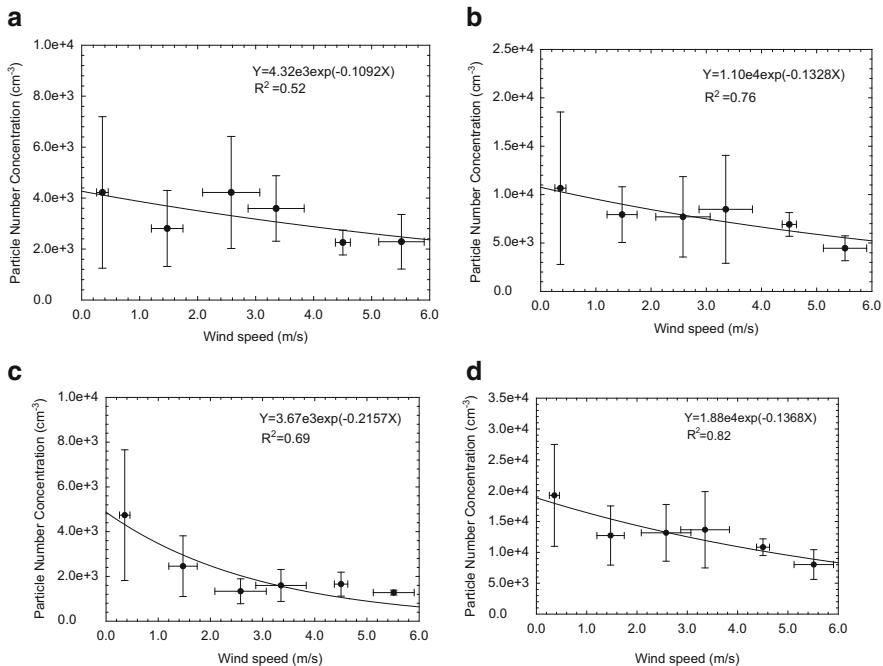 a
1.0e+4
8.0e+3
6.0e+3
4.0e+3
2.0e+3
0.0
Particle Number Concentration (cm⁻³)
Y=4.32e3exp(-0.1092X)
R²=0.52
0.0 1.0 2.0 3.0 4.0 5.0 6.0
Wind speed (m/s)
b
2.5e+4
2.0e+4
1.5e+4
1.0e+4
5.0e+3
0.0
Particle Number Concentration (cm⁻³)
Y=1.10e4exp(-0.1328X)
R²=0.76
0.0 1.0 2.0 3.0 4.0 5.0 6.0
Wind speed (m/s)
c
1.0e+4
8.0e+3
6.0e+3
4.0e+3
2.0e+3
0.0
Particle Number Concentration (cm⁻³)
Y=3.67e3exp(-0.2157X)
R²=0.69
0.0 1.0 2.0 3.0 4.0 5.0 6.0
Wind speed (m/s)
d
3.5e+4
3.0e+4
2.5e+4
2.0e+4
1.5e+4
1.0e+4
5.0e+3
0.0
Particle Number Concentration (cm⁻³)
Y=1.88e4exp(-0.1368X)
R²=0.82
0.0 1.0 2.0 3.0 4.0 5.0 6.0
Wind speed (m/s)